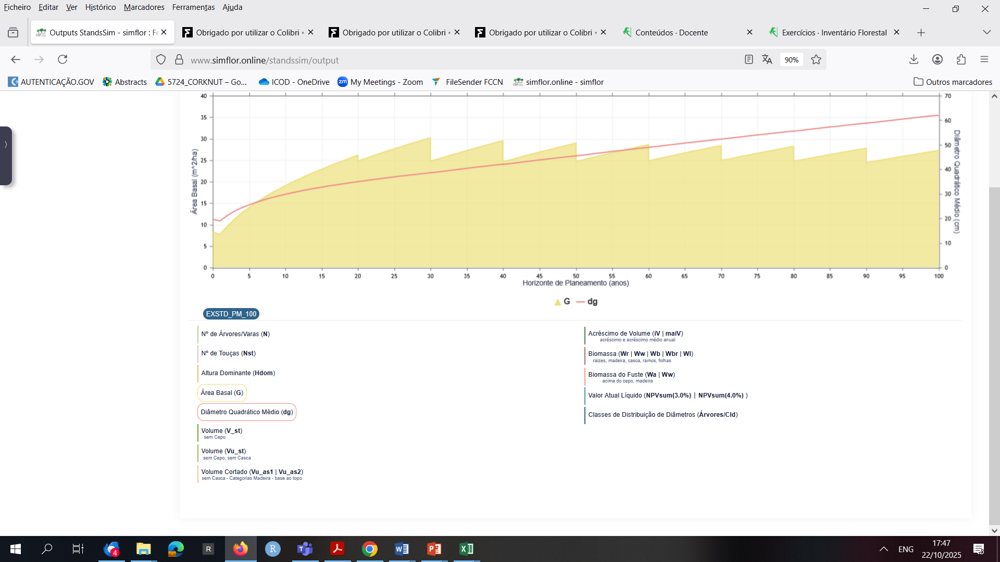 Ficheiro Editar Ver Histórico Marcadores Ferramentas Ajuda
Outputs StandsSim - simflor : Fo
Obrigado por utilizar o Colibri •
Obrigado por utilizar o Colibri •
Obrigado por utilizar o Colibri •
Conteúdos · Docente
Exercícios · Inventário Florestal
www.simflor.online/standssim/output
90%
AUTENTICAÇÃO.GOV
Abstracts
5724_CORKNUT – Go...
ICOD - OneDrive
zm
My Meetings - Zoom
FileSender FCCN
simflor.online - simflor
Outros marcadores
40
35
30
25
20
15
10
5
0
Área Basal (m^2/ha)
70
60
50
40
30
20
10
0
Diâmetro Quadrático Médio (cm)
0 5 10 15 20 25 30 35 40 45 50 55 60 65 70 75 80 85 90 95 100
Horizonte de Planeamento (anos)
G dg
EXSTD_PM_100
Nº de Árvores/Varas (N)
Nº de Touças (Nst)
Altura Dominante (Hdom)
Área Basal (G)
Diâmetro Quadrático Médio (dg)
Volume (V_st)
sem Cepo
Volume (Vu_st)
sem Cepo, sem Casca
Volume Cortado (Vu_as1 | Vu_as2)
sem Casca - Categorias Madeira - base ao topo
Acréscimo de Volume (iV | maiV)
acréscimo e acréscimo médio anual
Biomassa (Wr | Ww | Wb | Wbr | Wl)
raizes, madeira, casca, ramos, folhas
Biomassa do Fuste (Wa | Ww)
acima do cepo, madeira
Valor Atual Líquido (NPVsum(3.0%) | NPVsum(4.0%) )
Classes de Distribuição de Diâmetros (Árvores/Cld)
4
R
R
ENG
17:47
22/10/2025